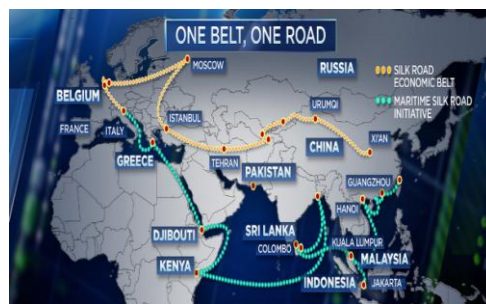 ONE BELT, ONE ROAD
MOSCOW
RUSSIA
SILK ROAD
ECONOMIC BELT
MARITIME SILK ROAD
INITIATIVE
BELGIUM
URUMQI
FRANCE
ITALY
ISTANBUL
XI'AN
GREECE
TEHRAN
CHINA
PAKISTAN
GUANGZHOU
HANOI
DJIBOUTI
SRI LANKA
COLOMBO
KUALA LUMPUR
KENYA
MALAYSIA
INDONESIA
JAKARTA